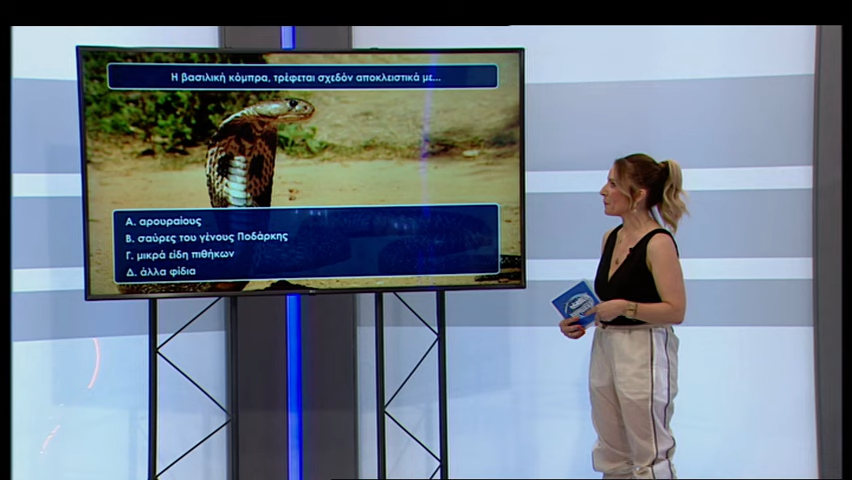 Η βασιλική κόμπρα, τρέφεται σχεδόν αποκλειστικά με...
Α. αρουραίους
Β. σαύρες του γένους Ποδάρκης
Γ. μικρά είδη πιθήκων
Δ. άλλα φίδια